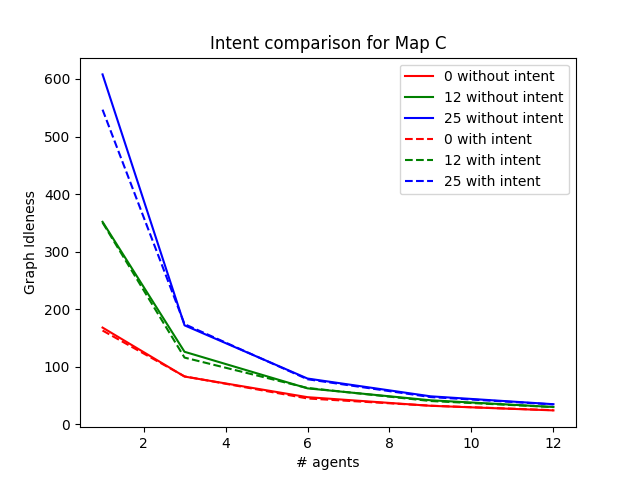 Intent comparison for Map C
600
500
400
300
200
100
0
Graph Idleness
0 without intent
12 without intent
25 without intent
0 with intent
12 with intent
25 with intent
2
4
6
8
10
12
# agents